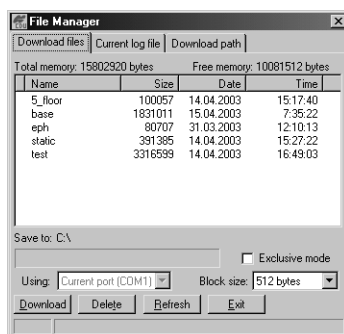 File Manager
Download files Current log file Download path
Total memory: 15802920 bytes Free memory: 10081512 bytes
Name Size Date Time
5_floor 100057 14.04.2003 15:17:40
base 1831011 15.04.2003 7:35:22
eph 80707 31.03.2003 12:10:13
static 391385 14.04.2003 15:27:22
test 3316599 14.04.2003 16:49:03
Save to: C:\
Exclusive mode
Using: Current port (COM1) Block size: 512 bytes
Download Delete Refresh Exit